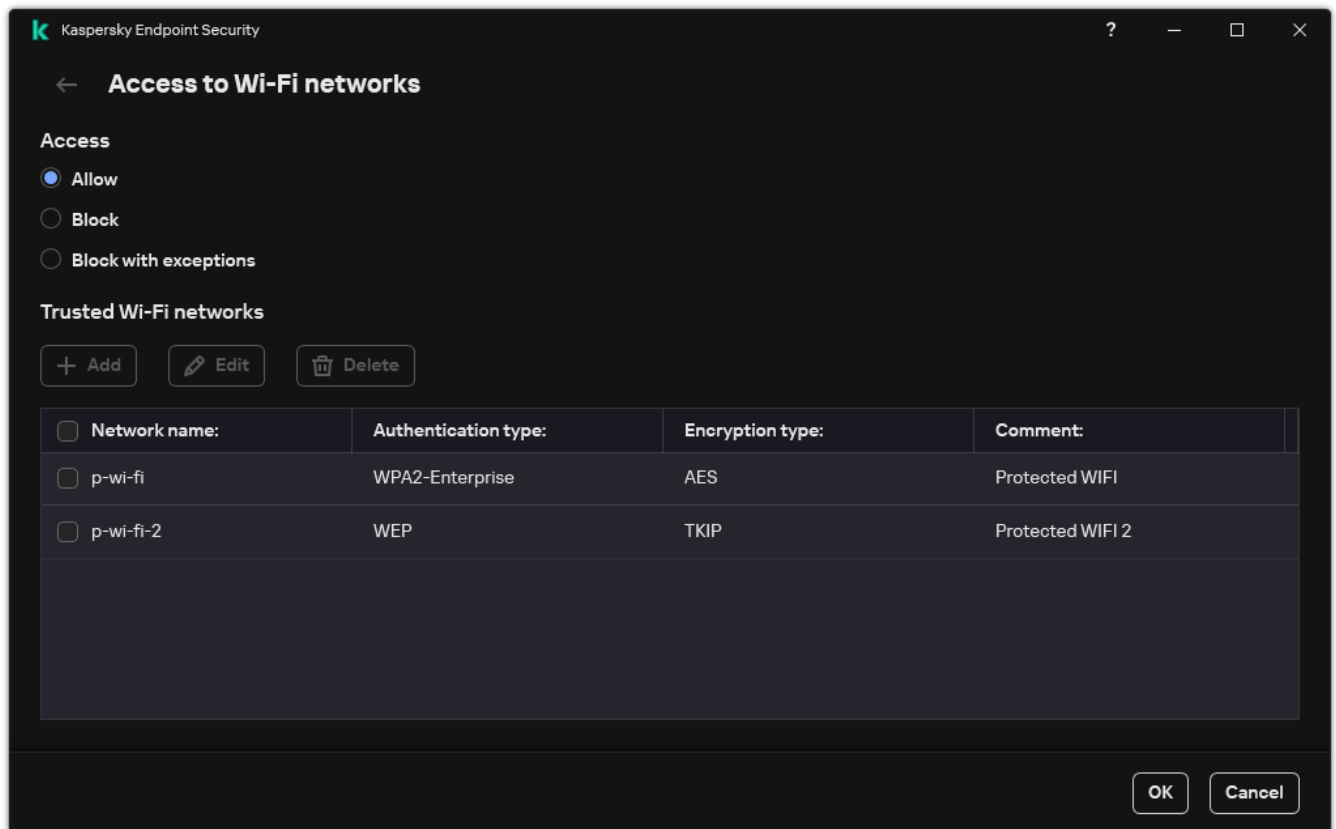 Kaspersky Endpoint Security ?
Access to Wi-Fi networks
Access
Allow
Block
Block with exceptions
Trusted Wi-Fi networks
Add Edit Delete
Network name: Authentication type: Encryption type: Comment:
p-wi-fi WPA2-Enterprise AES Protected WIFI
p-wi-fi-2 WEP TKIP Protected WIFI 2
OK Cancel